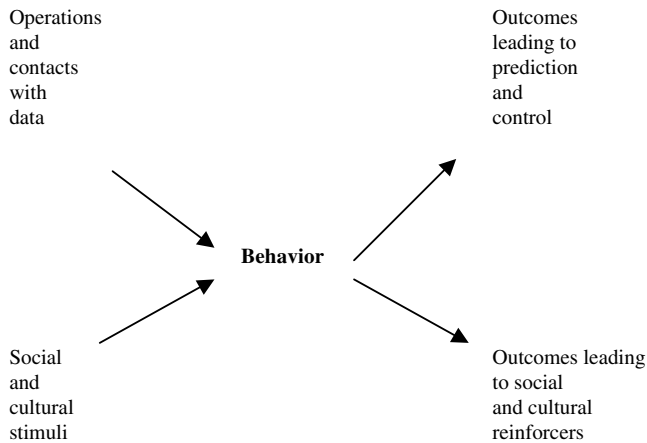 Operations
and
contacts
with
data
Outcomes
leading to
prediction
and
control
Behavior
Social
and
cultural
stimuli
Outcomes leading
to social
and cultural
reinforcers